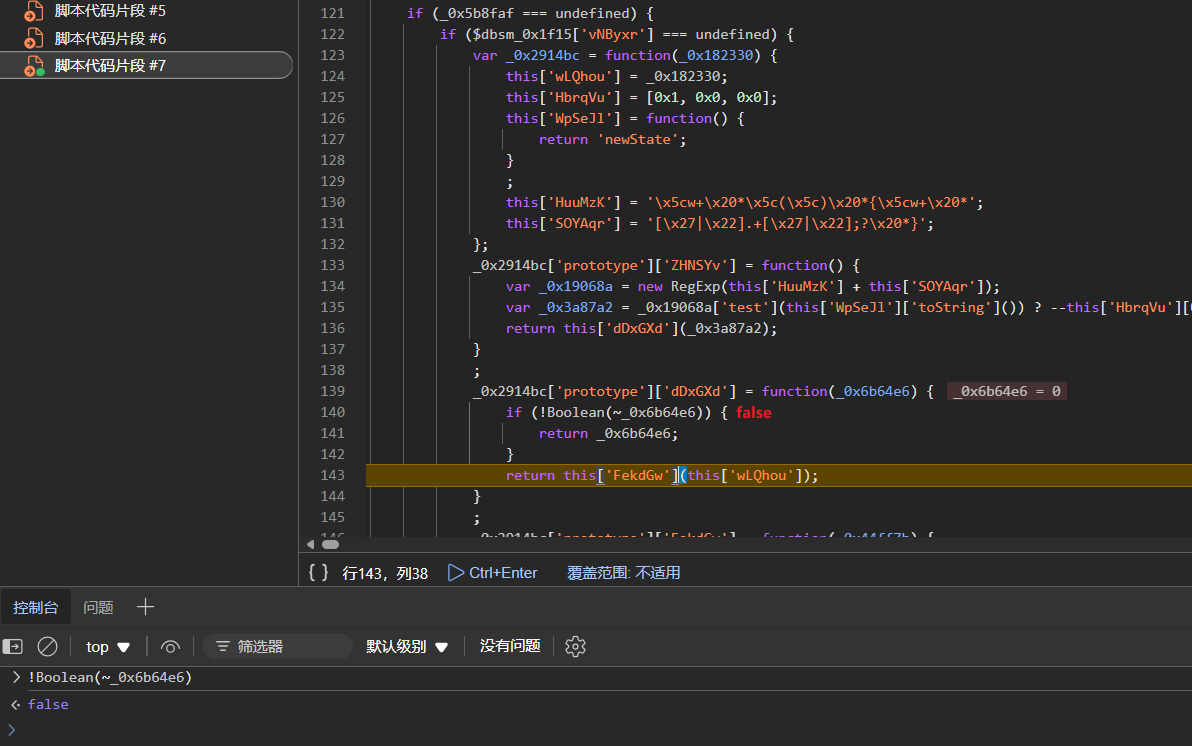 脚本代码片段 #5
脚本代码片段 #6
脚本代码片段 #7
121 if (_0x5b8faf === undefined) {
122 if ($dbsm_0x1f15['vNByxr'] === undefined) {
123 var _0x2914bc = function(_0x182330) {
124 this['wLQhou'] = _0x182330;
125 this['HbrqVu'] = [0x1, 0x0, 0x0];
126 this['WpSeJl'] = function() {
127 return 'newState';
128 }
129 ;
130 this['HuuMzK'] = '\x5cw+\x20*\x5c(\x5c)\x20*{\x5cw+\x20*';
131 this['SOYAqr'] = '[\x27|\x22].+[\x27|\x22];?\x20*}';
132 };
133 _0x2914bc['prototype']['ZHNSYv'] = function() {
134 var _0x19068a = new RegExp(this['HuuMzK'] + this['SOYAqr']);
135 var _0x3a87a2 = _0x19068a['test'](this['WpSeJl']['toString']()) ? --this['HbrqVu'][
136 return this['dDxGXd'](_0x3a87a2);
137 }
138 ;
139 _0x2914bc['prototype']['dDxGXd'] = function(_0x6b64e6) { _0x6b64e6 = 0
140 if (!Boolean(~_0x6b64e6)) { false
141 return _0x6b64e6;
142 }
143 return this['FekdGw'](this['wLQhou']);
144 }
145 ;
{ } 行143，列38 Ctrl+Enter 覆盖范围: 不适用
控制台 问题
top 筛选器 默认级别 没有问题
!Boolean(~_0x6b64e6)
false